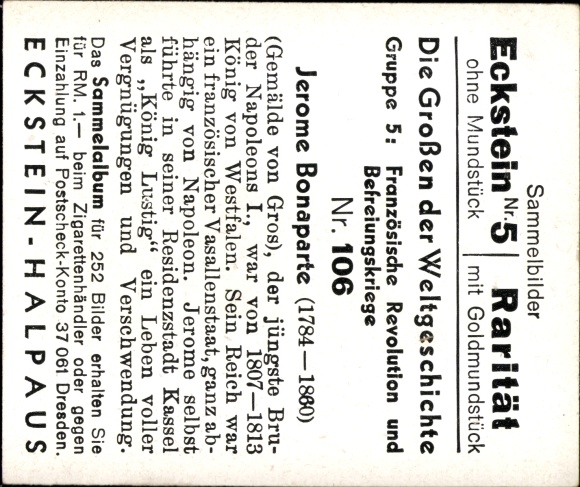 Sammelbilder
Eckstein Nr. 5 | Rarität
ohne Mundstück | mit Goldmundstück
Die Großen der Weltgeschichte
Gruppe 5: Französische Revolution und
Befreiungskriege
Nr. 106
Jerome Bonaparte (1784—1860)
(Gemälde von Gros), der jüngste Bru-
der Napoleons I., war von 1807—1813
König von Westfalen. Sein Reich war
ein französischer Vasallenstaat, ganz ab-
hängig von Napoleon. Jerome selbst
führte in seiner Residenzstadt Kassel
als „König Lustig“ ein Leben voller
Vergnügungen und Verschwendung.
Das Sammelalbum für 252 Bilder erhalten Sie
für RM. 1.— beim Zigarettenhändler oder gegen
Einzahlung auf Postscheck-Konto 37 061 Dresden.
ECKSTEIN-HALPAUS